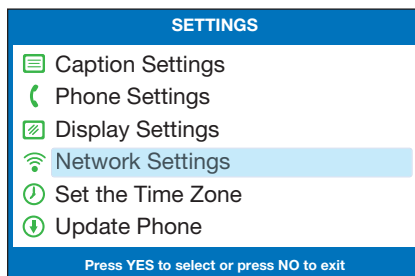 SETTINGS
Caption Settings
Phone Settings
Display Settings
Network Settings
Set the Time Zone
Update Phone
Press YES to select or press NO to exit